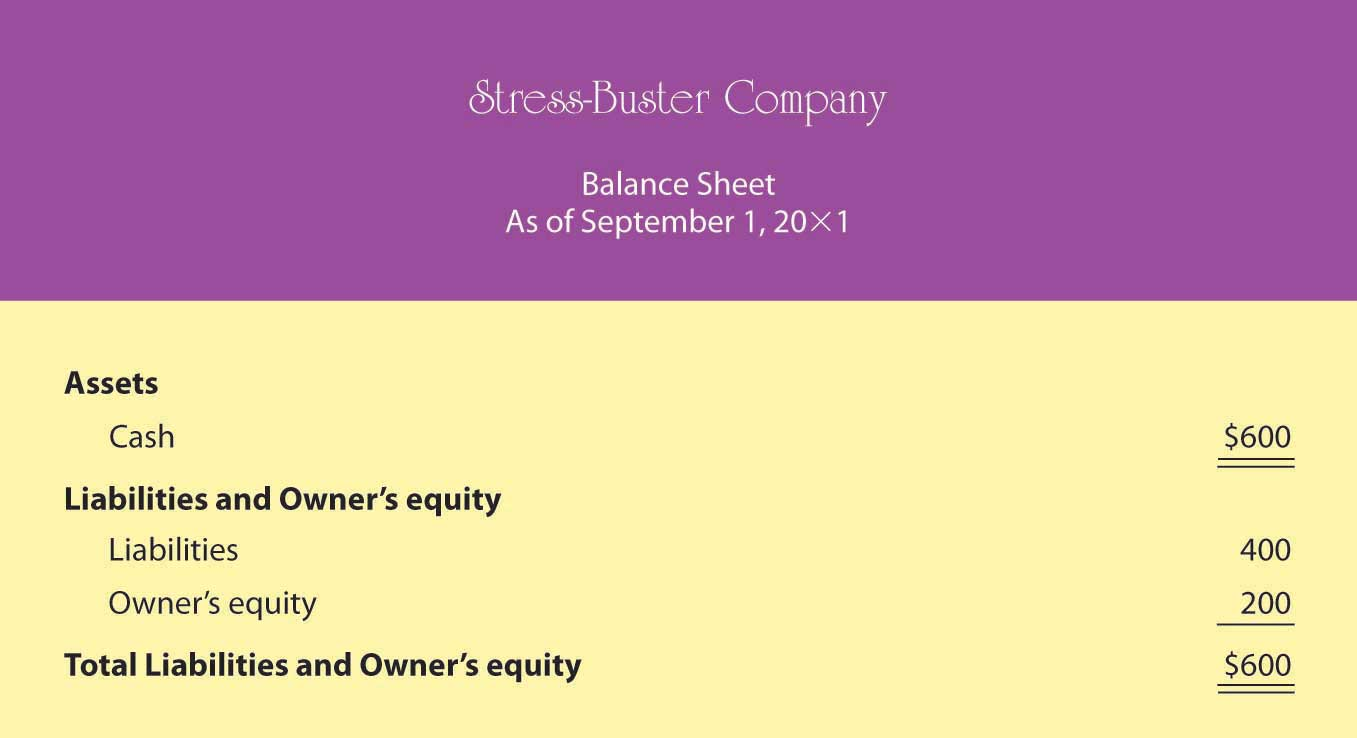 Stress-Buster Company
Balance Sheet
As of September 1, 20×1
Assets
Cash $600
Liabilities and Owner’s equity
Liabilities 400
Owner’s equity 200
Total Liabilities and Owner’s equity $600